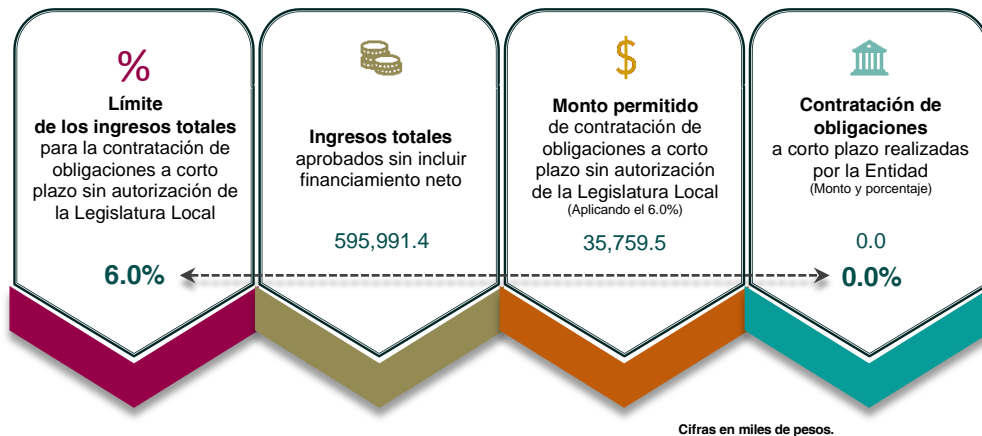 %
Límite
de los ingresos totales
para la contratación de
obligaciones a corto
plazo sin autorización de
la Legislatura Local
6.0%
Ingresos totales
aprobados sin incluir
financiamiento neto
595,991.4
$
Monto permitido
de contratación de
obligaciones a corto
plazo sin autorización
de la Legislatura Local
(Aplicando el 6.0%)
35,759.5
Contratación de
obligaciones
a corto plazo realizadas
por la Entidad
(Monto y porcentaje)
0.0
0.0%
Cifras en miles de pesos.